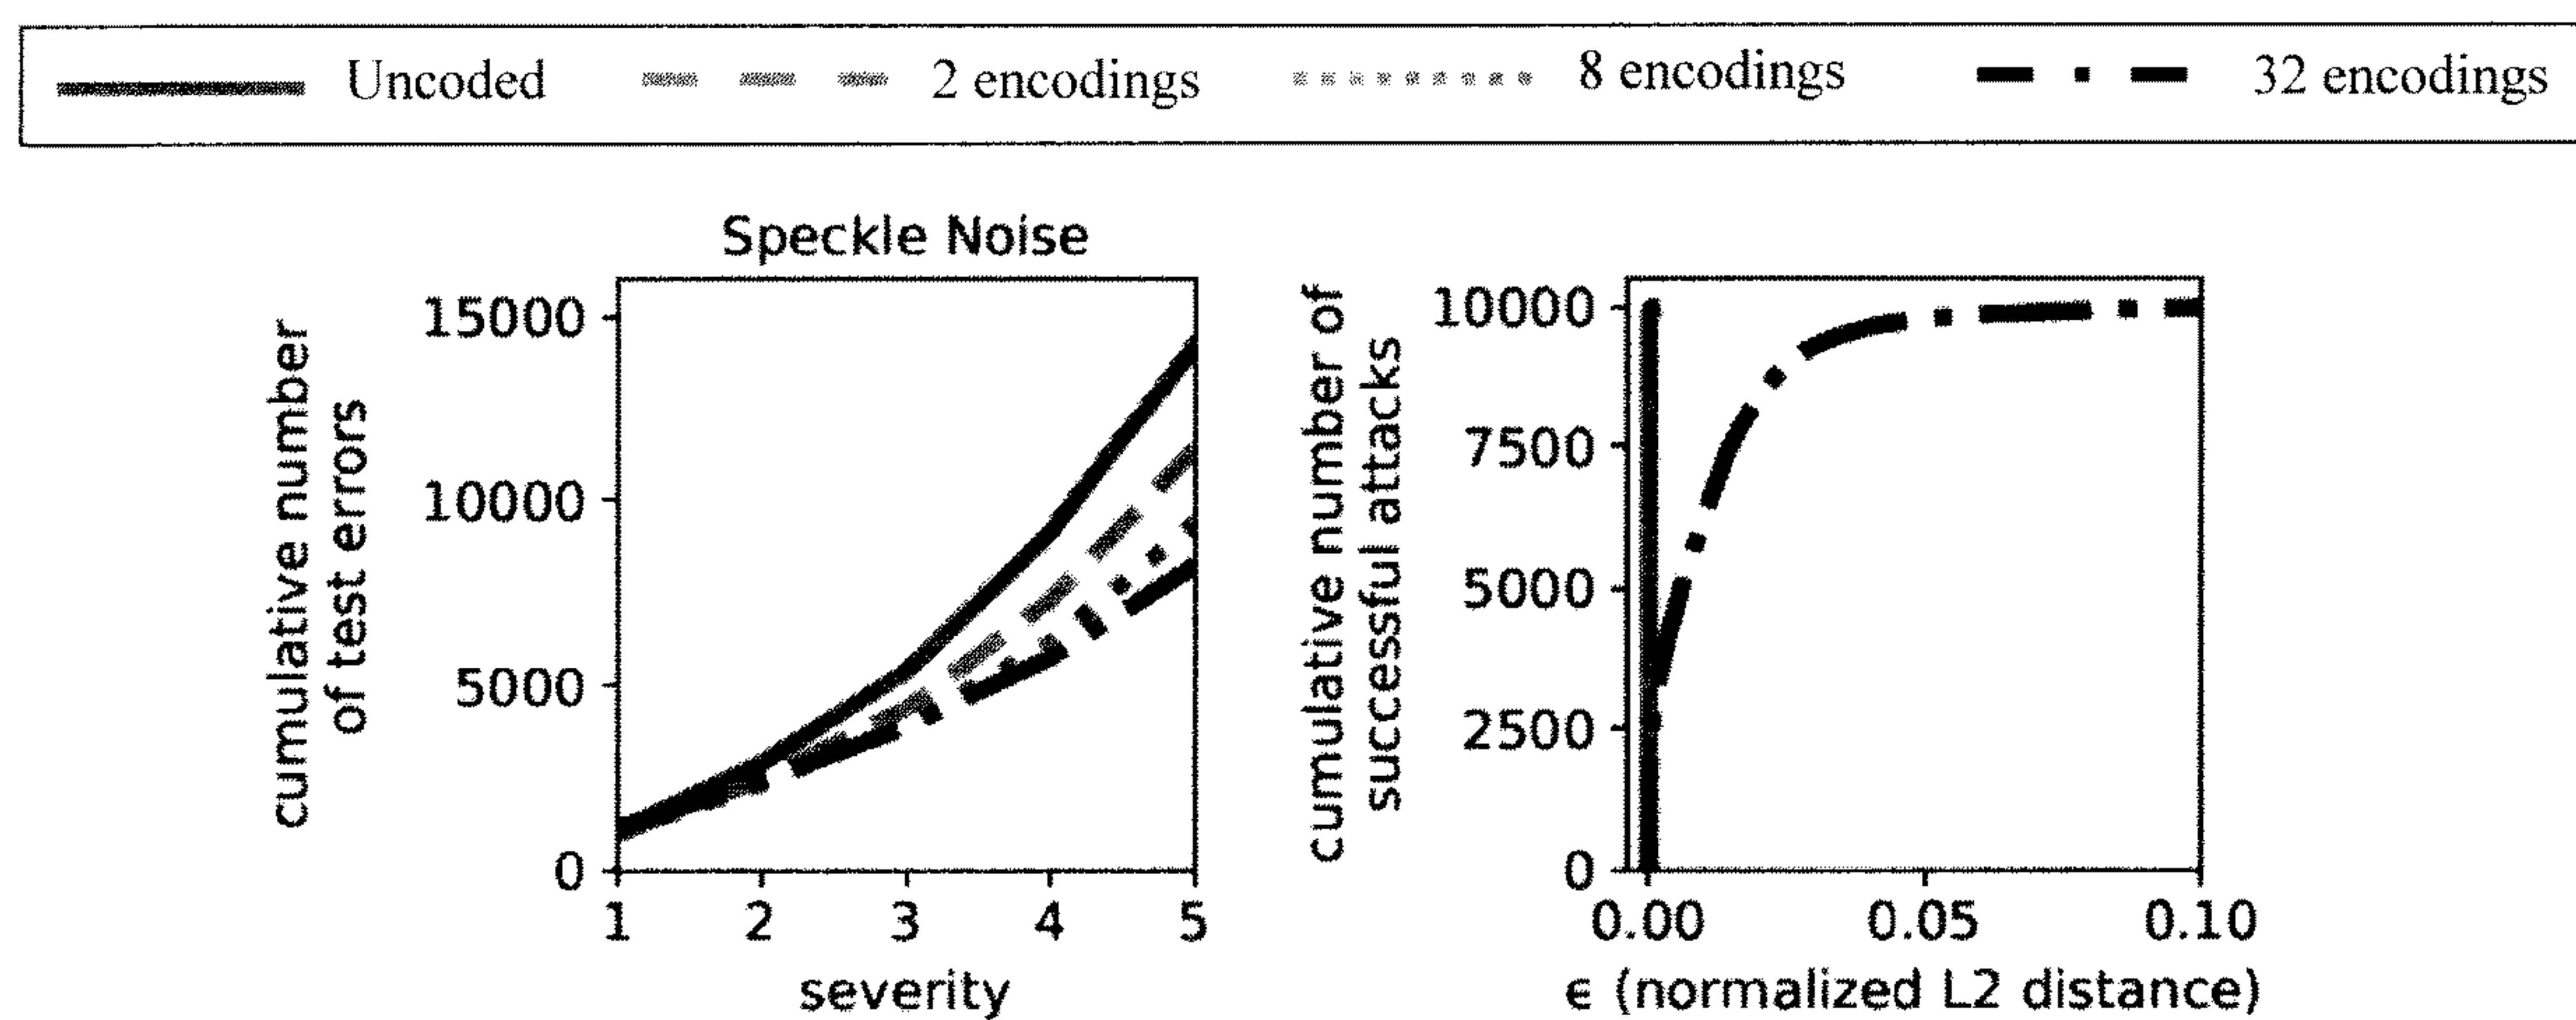 Uncoded 2 encodings 8 encodings 32 encodings
Speckle Noise
cumulative number
of test errors
15000
10000
5000
0
1 2 3 4 5
severity
cumulative number of
successful attacks
10000
7500
5000
2500
0
0.00 0.05 0.10
ϵ (normalized L2 distance)